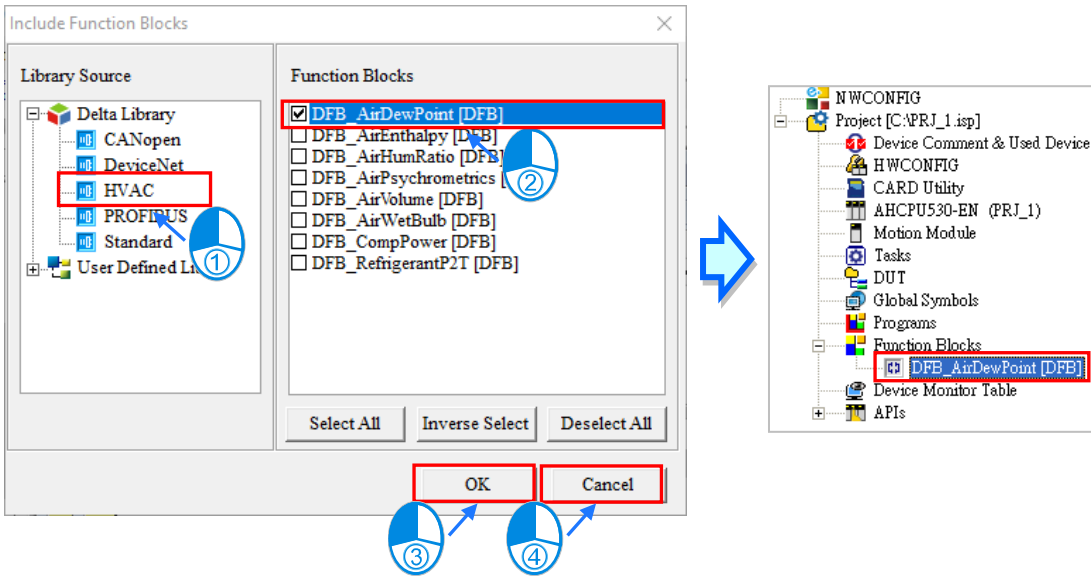 Include Function Blocks
Library Source
Delta Library
CANopen
DeviceNet
HVAC
PROFIBUS
Standard
User Defined
①
Function Blocks
DFB_AirDewPoint [DFB]
DFB_AirEnthalpy [DFB]
DFB_AirHumRatio [DFB]
DFB_AirPsychrometrics [
DFB_AirVolume [DFB]
DFB_AirWetBulb [DFB]
DFB_CompPower [DFB]
DFB_RefrigerantP2T [DFB]
②
Select All
Inverse Select
Deselect All
OK
Cancel
③
④
NWCONFIG
Project [C:\PRJ_1.isp]
Device Comment & Used Device
HWCONFIG
CARD Utility
AHCPU530-EN (PRJ_1)
Motion Module
Tasks
DUT
Global Symbols
Programs
Function Blocks
DFB_AirDewPoint [DFB]
Device Monitor Table
APIs